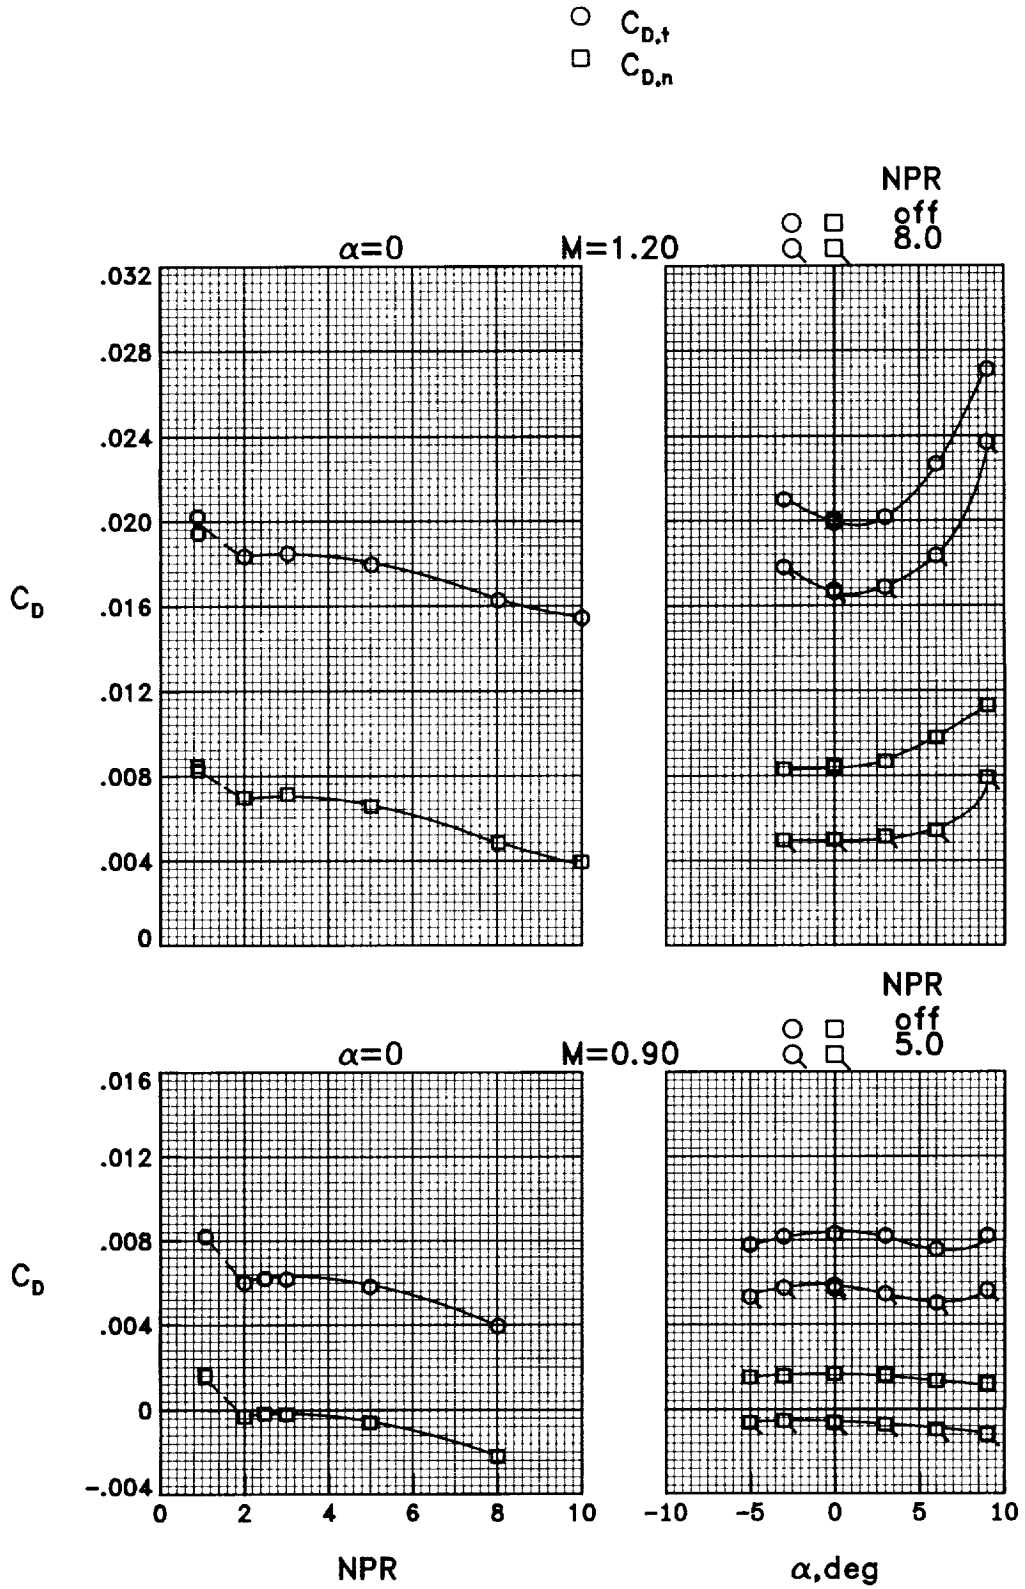 C_D,t
C_D,n
NPR
off
8.0
α=0 M=1.20
.032
.028
.024
.020
C_D
.016
.012
.008
.004
0
NPR
off
5.0
α=0 M=0.90
.016
.012
.008
C_D
.004
0
-.004
0 2 4 6 8 10 -10 -5 0 5 10
NPR α,deg